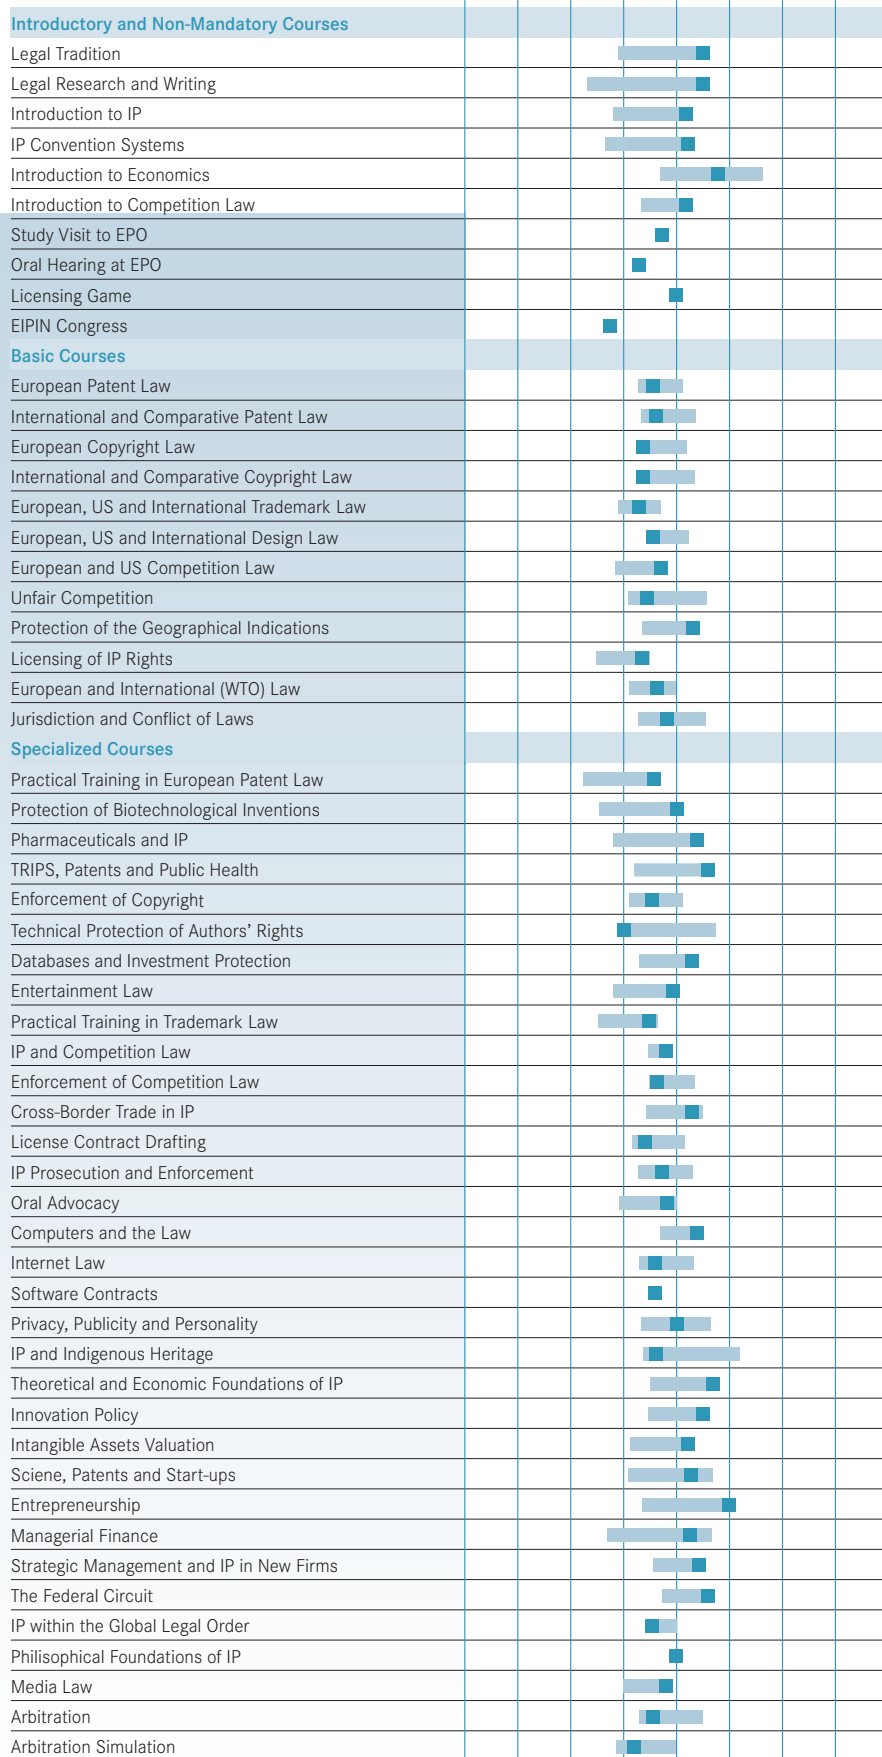 Introductory and Non-Mandatory Courses
Legal Tradition
Legal Research and Writing
Introduction to IP
IP Convention Systems
Introduction to Economics
Introduction to Competition Law
Study Visit to EPO
Oral Hearing at EPO
Licensing Game
EIPIN Congress
Basic Courses
European Patent Law
International and Comparative Patent Law
European Copyright Law
International and Comparative Coypright Law
European, US and International Trademark Law
European, US and International Design Law
European and US Competition Law
Unfair Competition
Protection of the Geographical Indications
Licensing of IP Rights
European and International (WTO) Law
Jurisdiction and Conflict of Laws
Specialized Courses
Practical Training in European Patent Law
Protection of Biotechnological Inventions
Pharmaceuticals and IP
TRIPS, Patents and Public Health
Enforcement of Copyright
Technical Protection of Authors’ Rights
Databases and Investment Protection
Entertainment Law
Practical Training in Trademark Law
IP and Competition Law
Enforcement of Competition Law
Cross-Border Trade in IP
License Contract Drafting
IP Prosecution and Enforcement
Oral Advocacy
Computers and the Law
Internet Law
Software Contracts
Privacy, Publicity and Personality
IP and Indigenous Heritage
Theoretical and Economic Foundations of IP
Innovation Policy
Intangible Assets Valuation
Sciene, Patents and Start-ups
Entrepreneurship
Managerial Finance
Strategic Management and IP in New Firms
The Federal Circuit
IP within the Global Legal Order
Philisophical Foundations of IP
Media Law
Arbitration
Arbitration Simulation